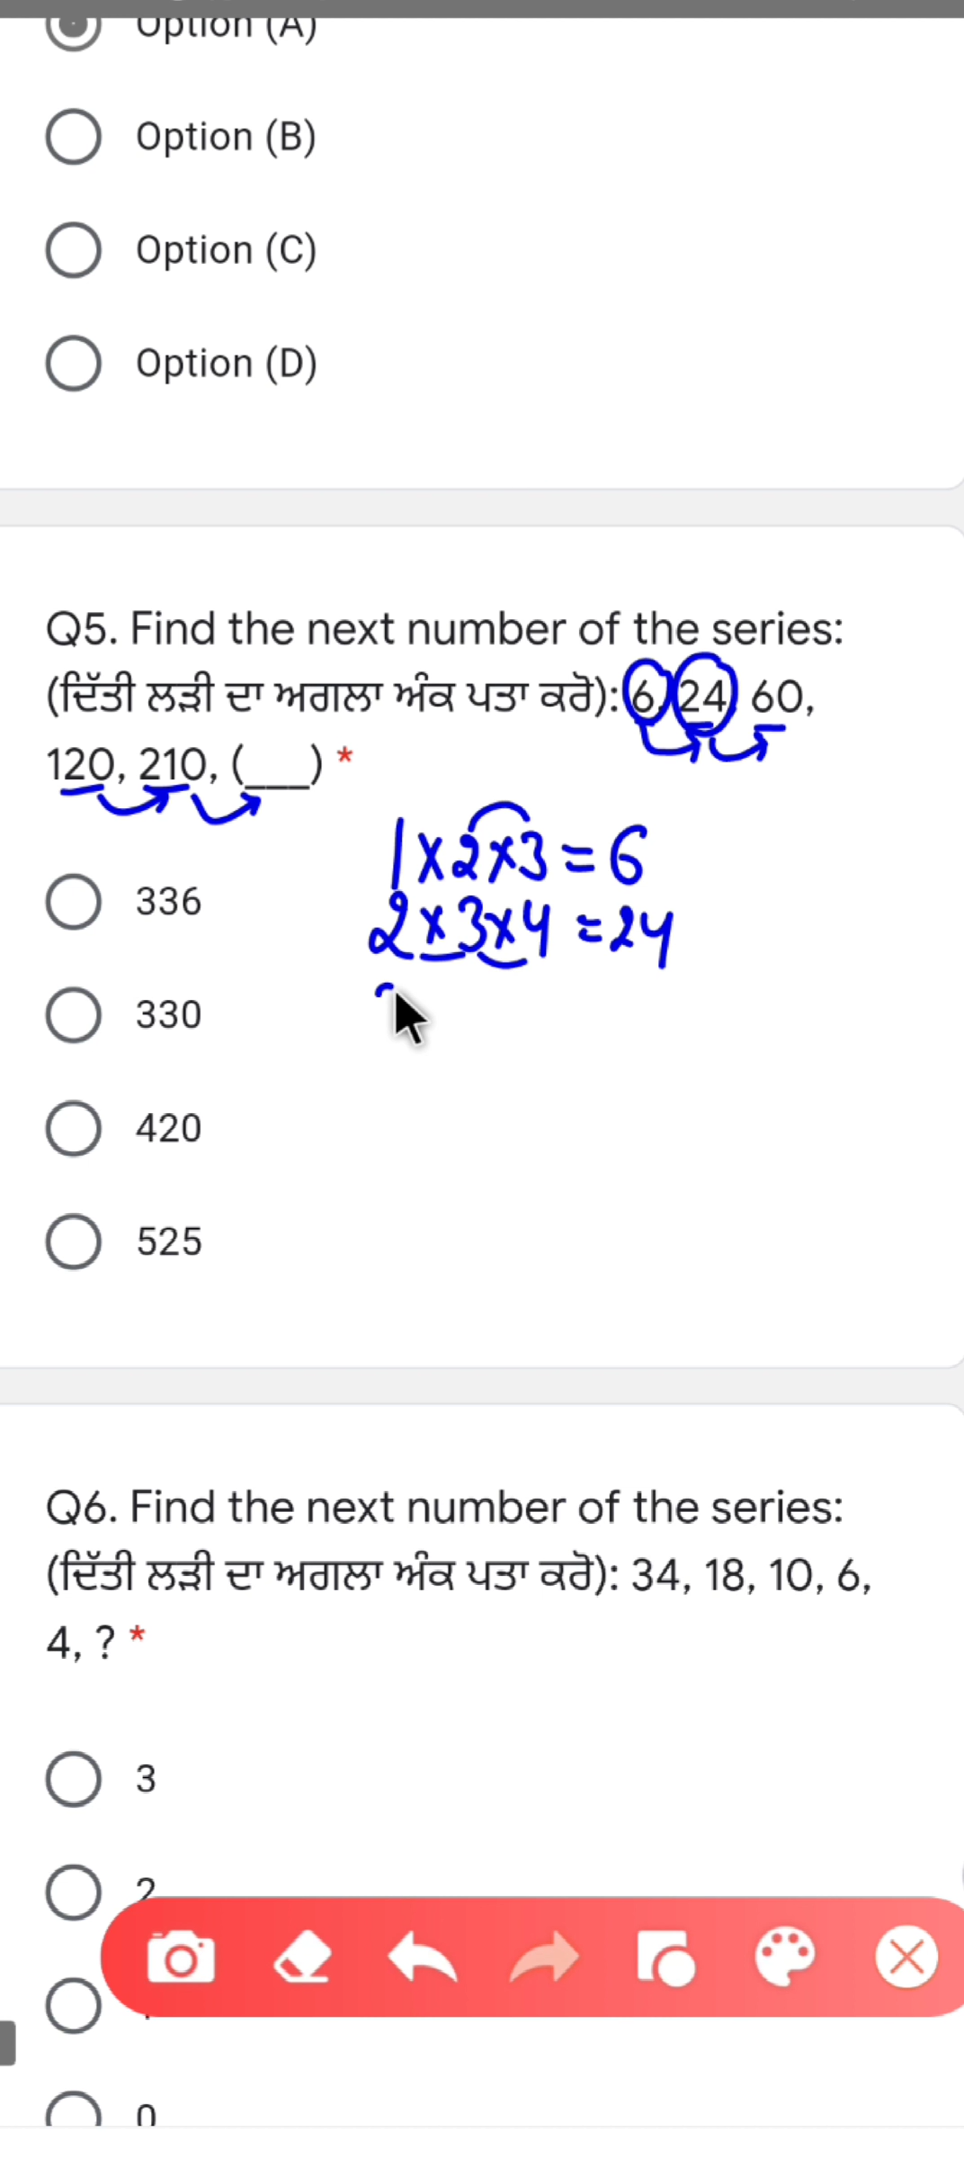 Option (A)
Option (B)
Option (C)
Option (D)
Q5. Find the next number of the series:
(ਦਿੱਤੀ ਲੜੀ ਦਾ ਅਗਲਾ ਅੰਕ ਪਤਾ ਕਰੋ): 6, 24, 60,
120, 210, (___) *
1×2×3=6
336
2×3×4=24
330
420
525
Q6. Find the next number of the series:
(ਦਿੱਤੀ ਲੜੀ ਦਾ ਅਗਲਾ ਅੰਕ ਪਤਾ ਕਰੋ): 34, 18, 10, 6,
4, ? *
3
2
0